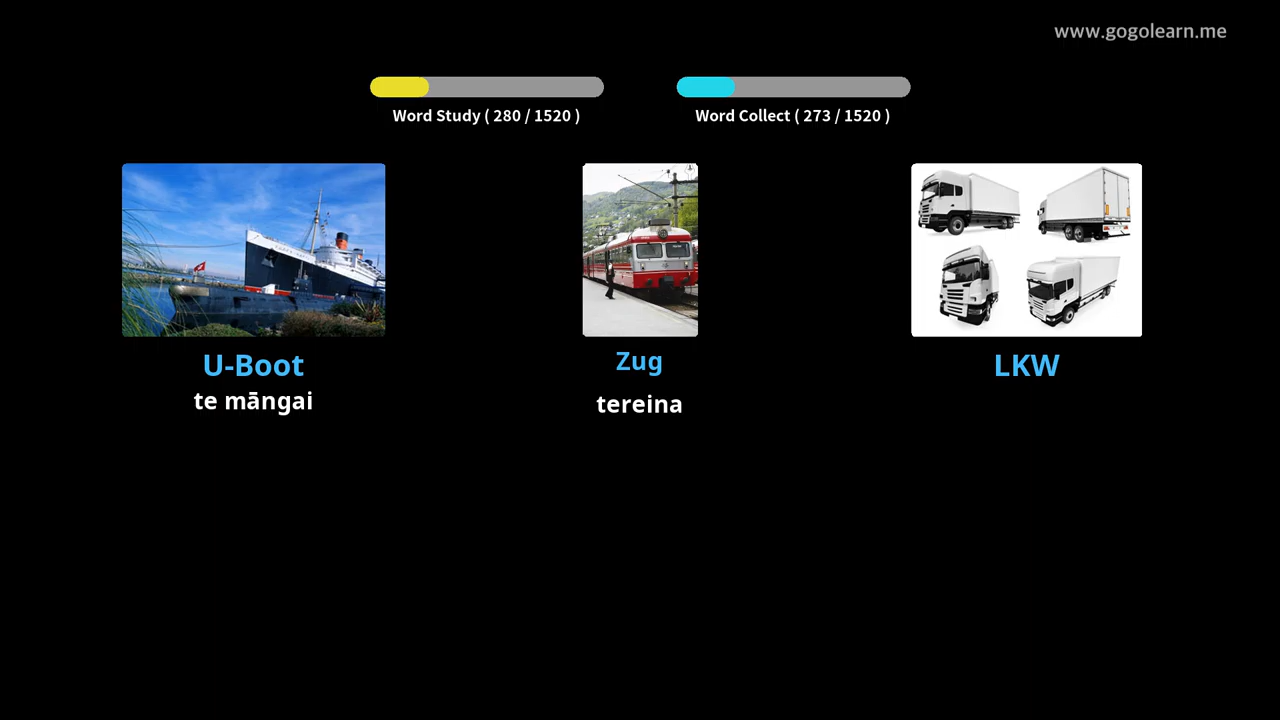 www.gogolearn.me
Word Study ( 280 / 1520 )
Word Collect ( 273 / 1520 )
U-Boot
te māngai
Zug
tereina
LKW